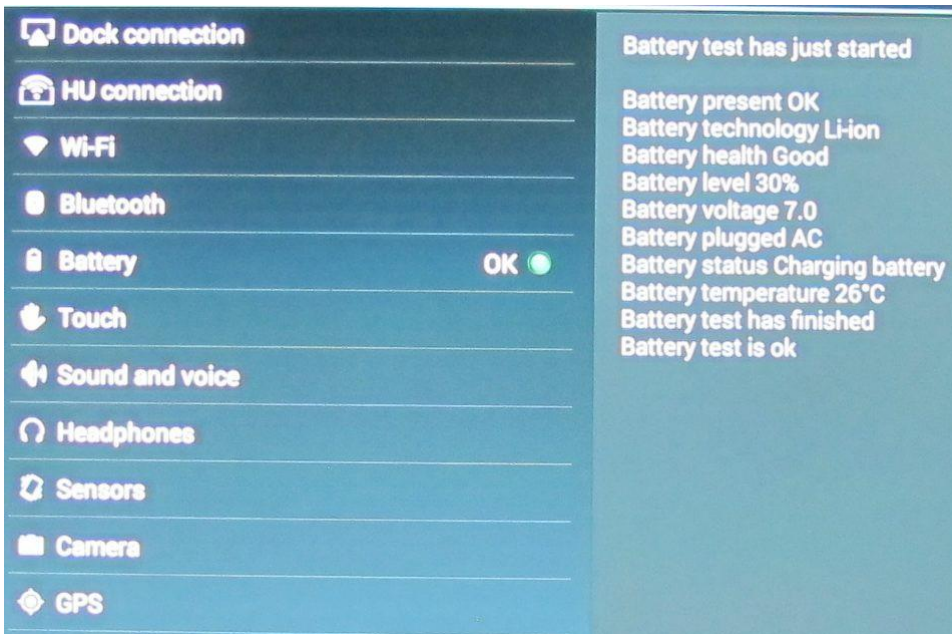 Dock connection
HU connection
Wi-Fi
Bluetooth
Battery OK
Touch
Sound and voice
Headphones
Sensors
Camera
GPS
Battery test has just started
Battery present OK
Battery technology Li-ion
Battery health Good
Battery level 30%
Battery voltage 7.0
Battery plugged AC
Battery status Charging battery
Battery temperature 26°C
Battery test has finished
Battery test is ok